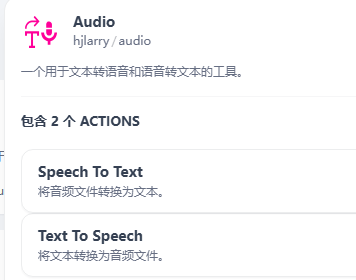 Audio
hjlarry / audio
一个用于文本转语音和语音转文本的工具。
包含 2 个 ACTIONS
Speech To Text
将音频文件转换为文本。
Text To Speech
将文本转换为音频文件。